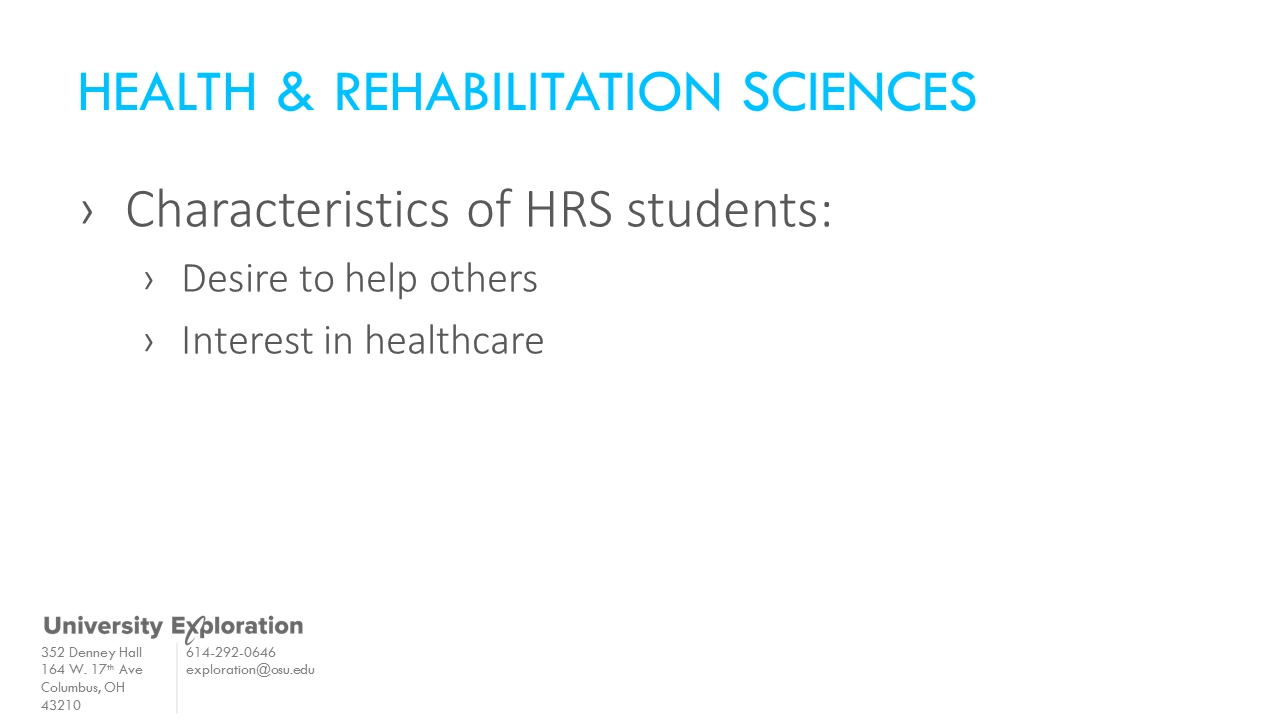 HEALTH & REHABILITATION SCIENCES
› Characteristics of HRS students:
› Desire to help others
› Interest in healthcare
University Exploration
352 Denney Hall
164 W. 17th Ave
Columbus, OH
43210
614-292-0646
exploration@osu.edu